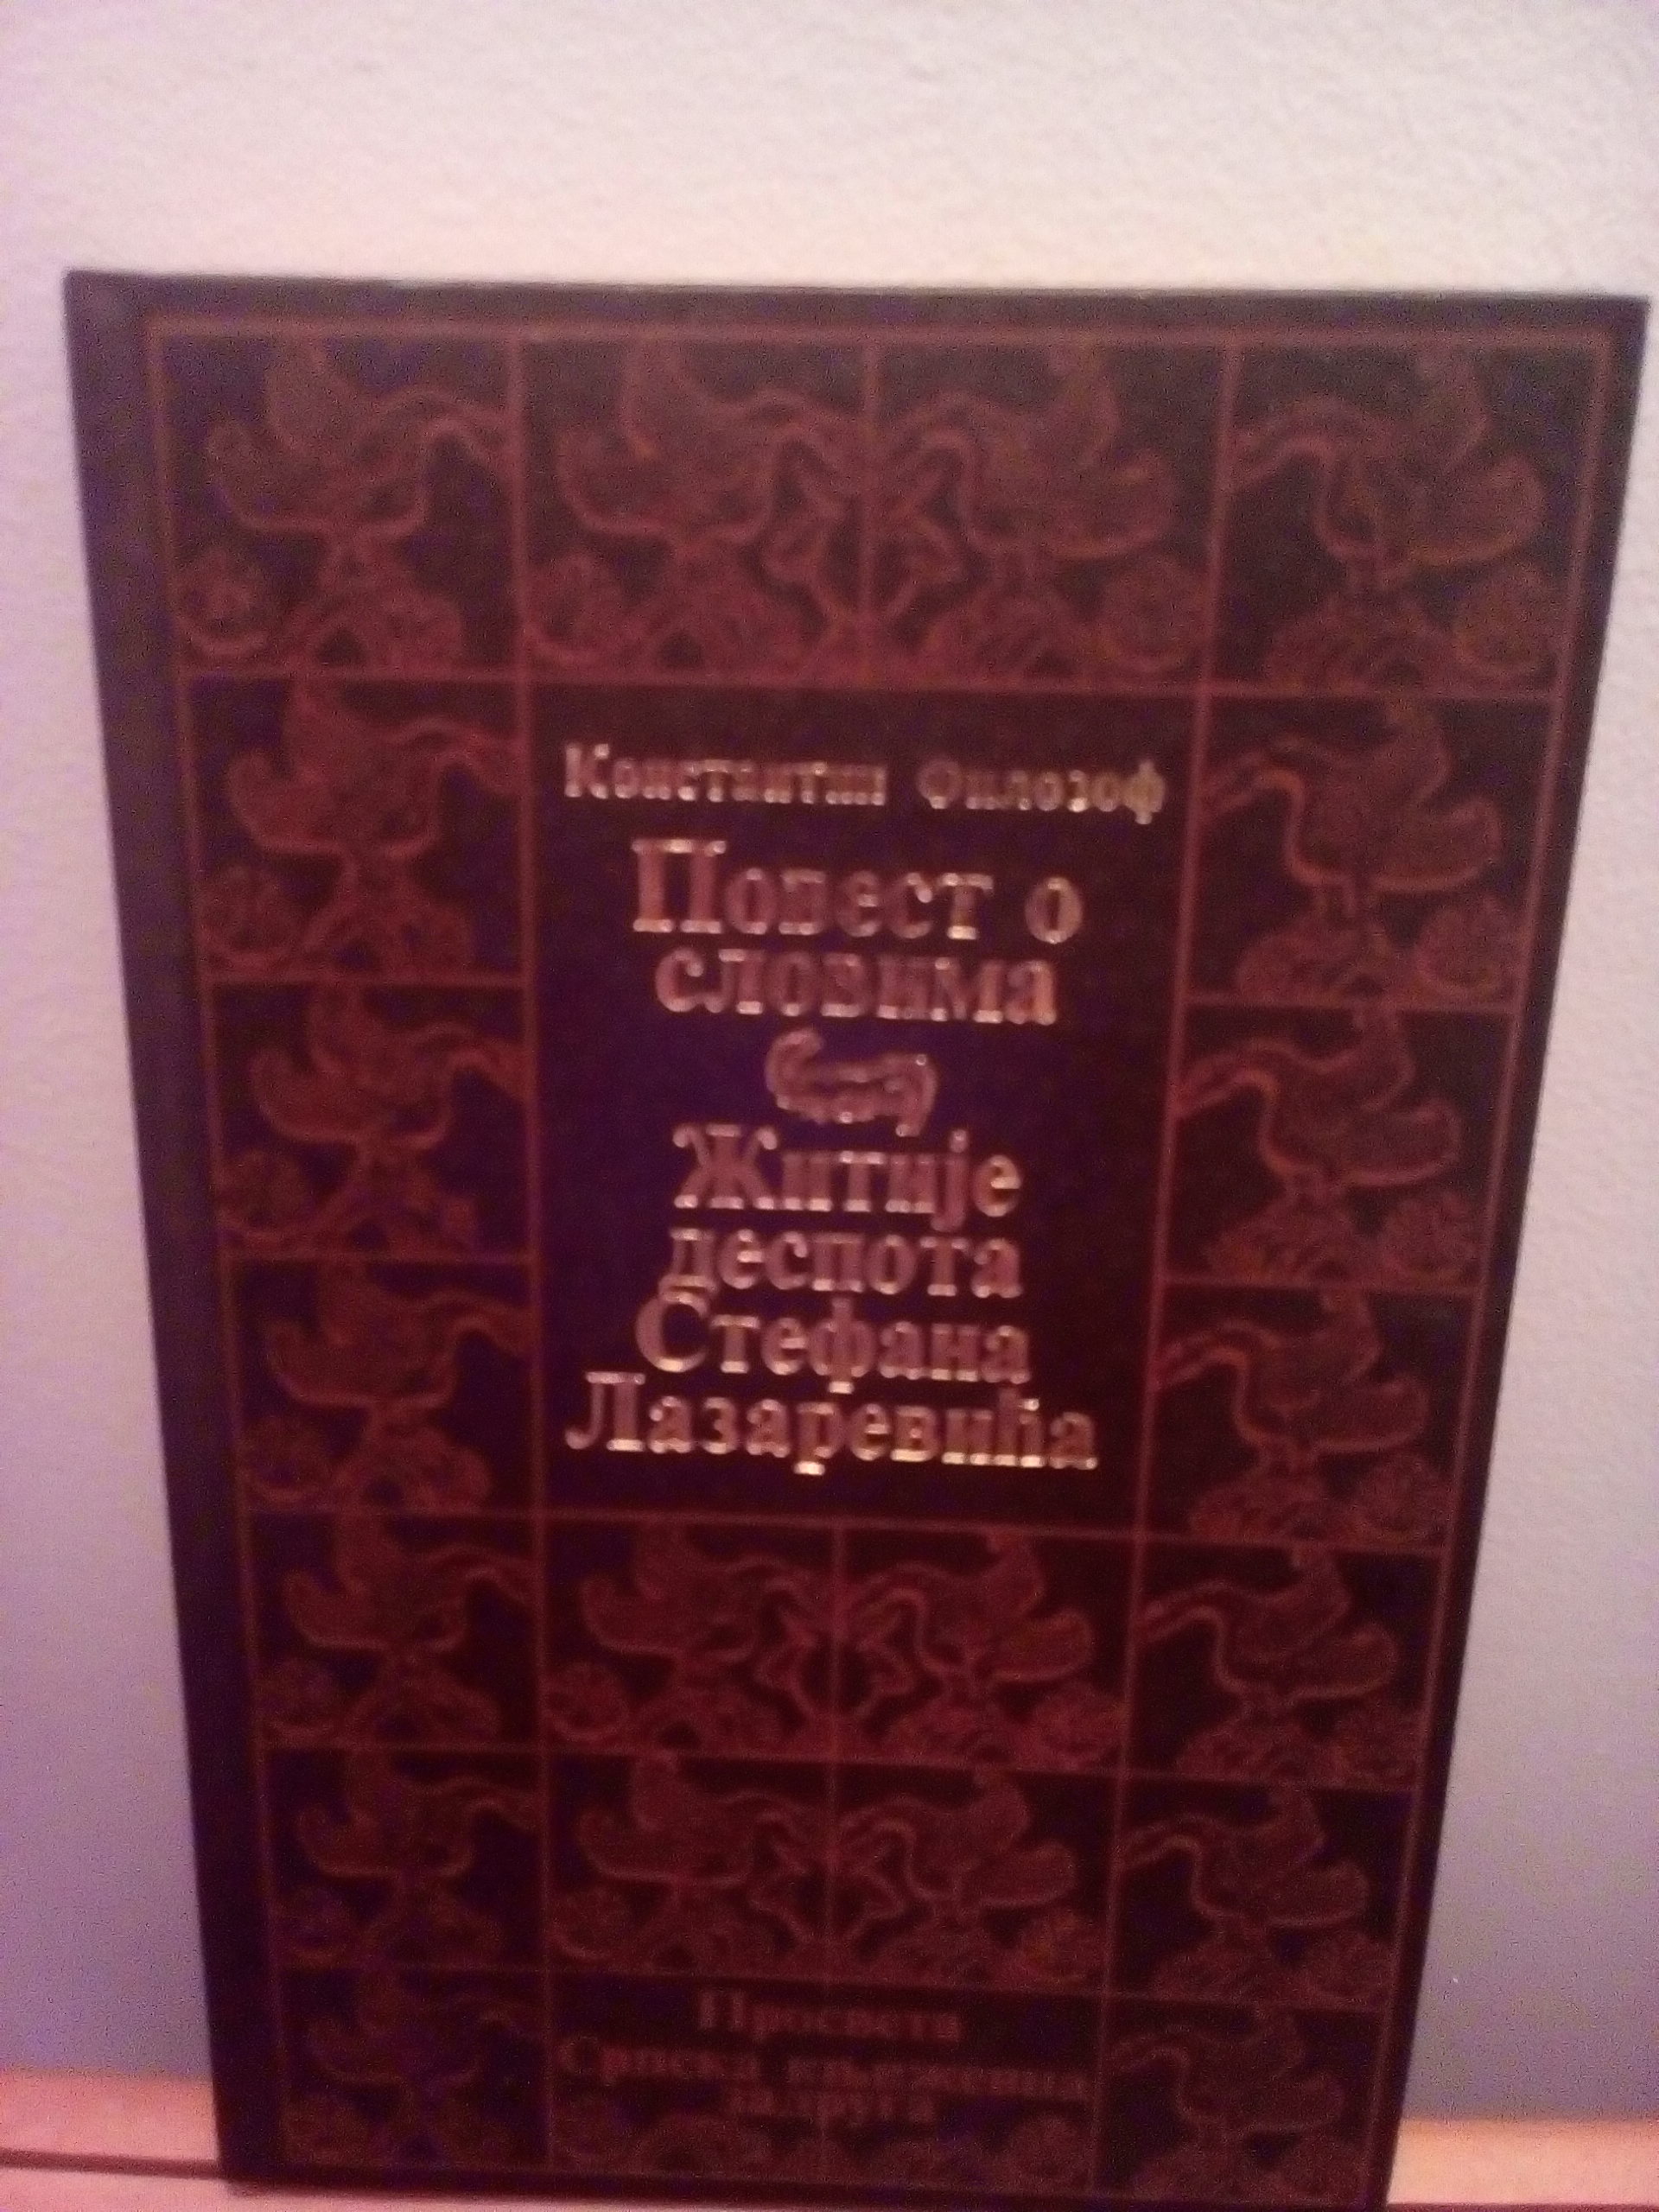 Константин Филозоф
Повест о
словима
Житије
деспота
Стефана
Лазаревића
Просвета
Српска књижевна
задруга